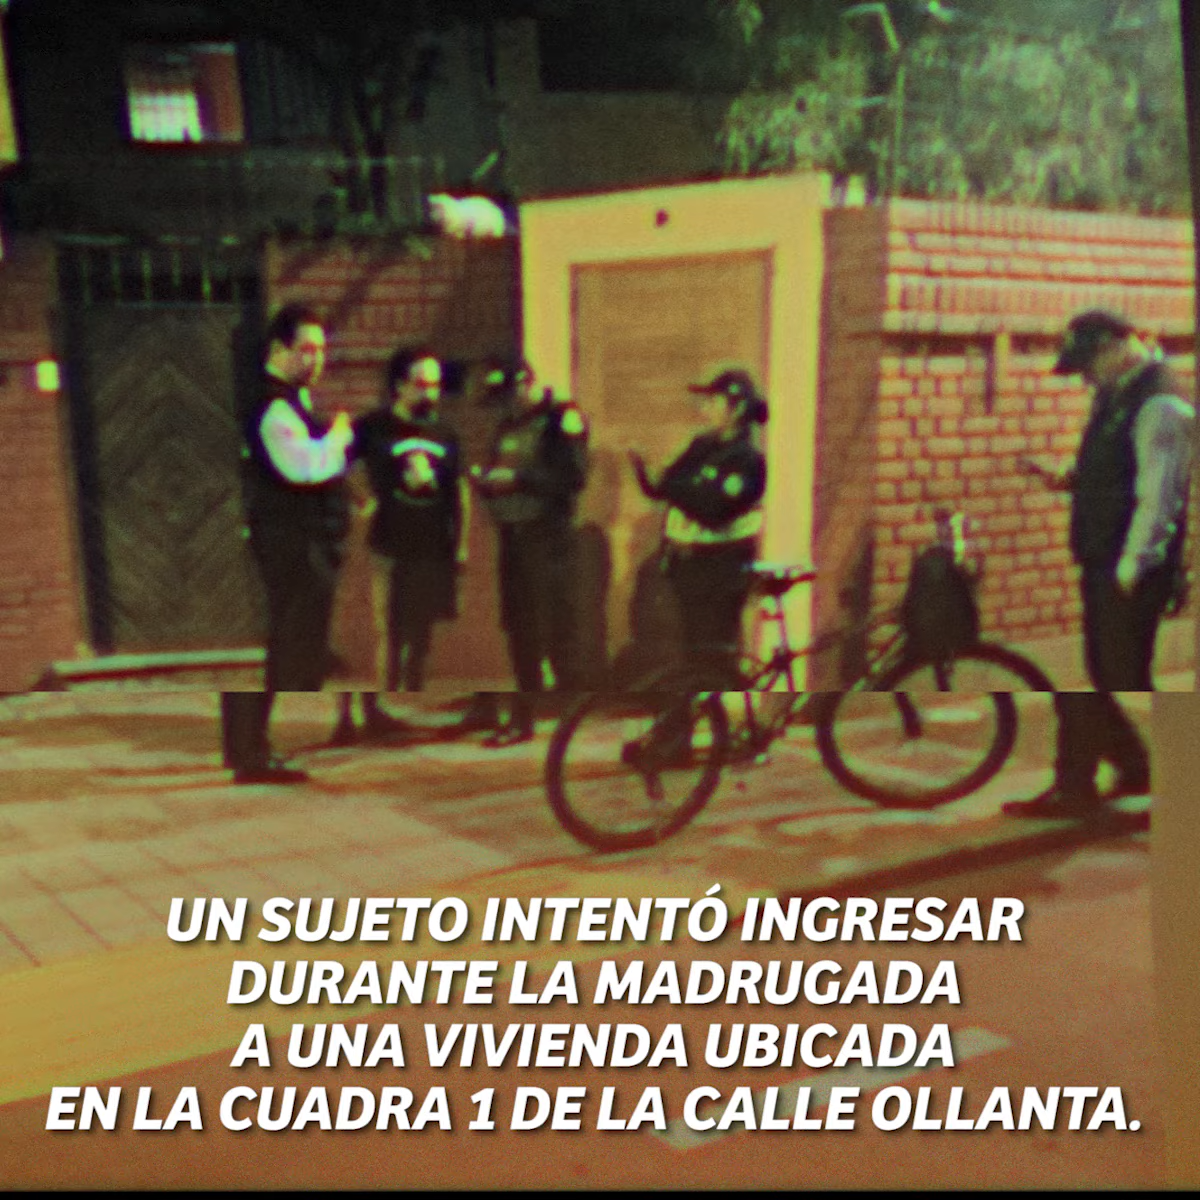 UN SUJETO INTENTÓ INGRESAR
DURANTE LA MADRUGADA
A UNA VIVIENDA UBICADA
EN LA CUADRA 1 DE LA CALLE OLLANTA.